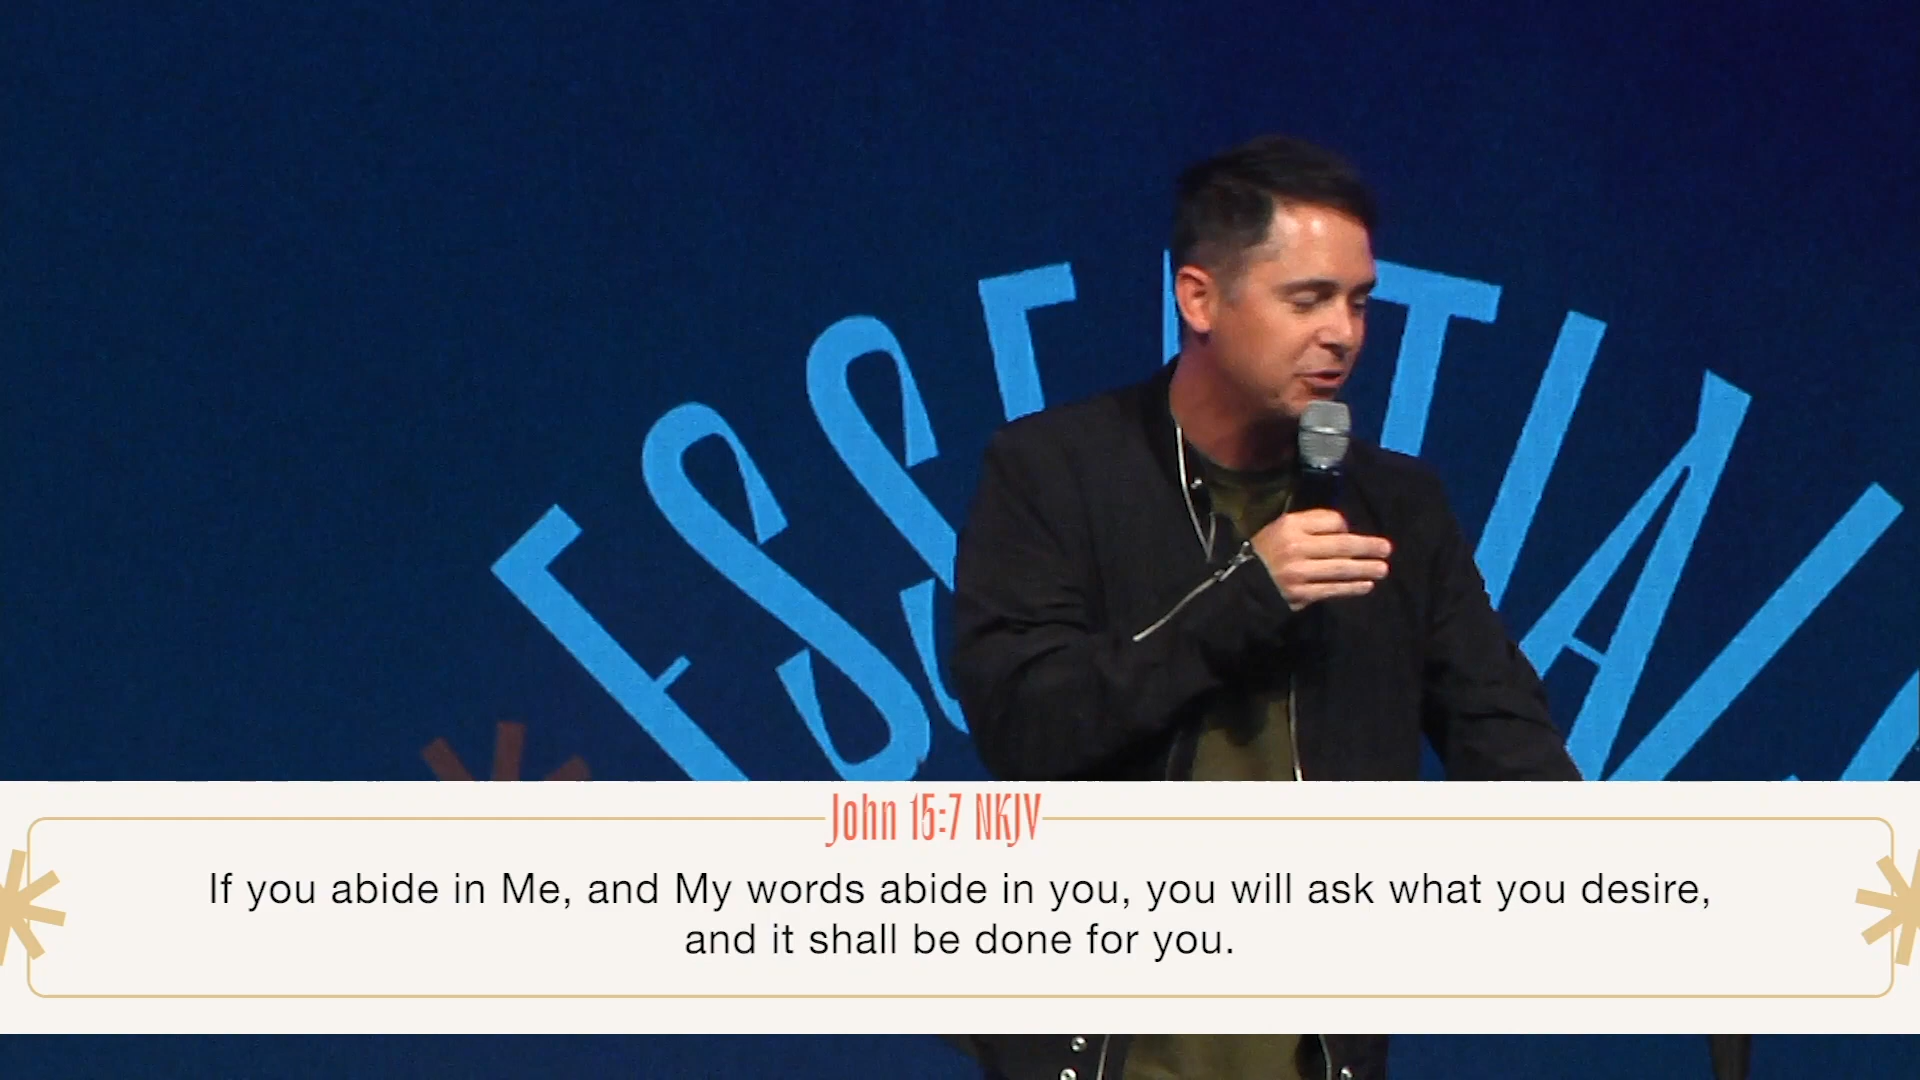 ESSENTIAL
John 15:7 NKJV
If you abide in Me, and My words abide in you, you will ask what you desire,
and it shall be done for you.